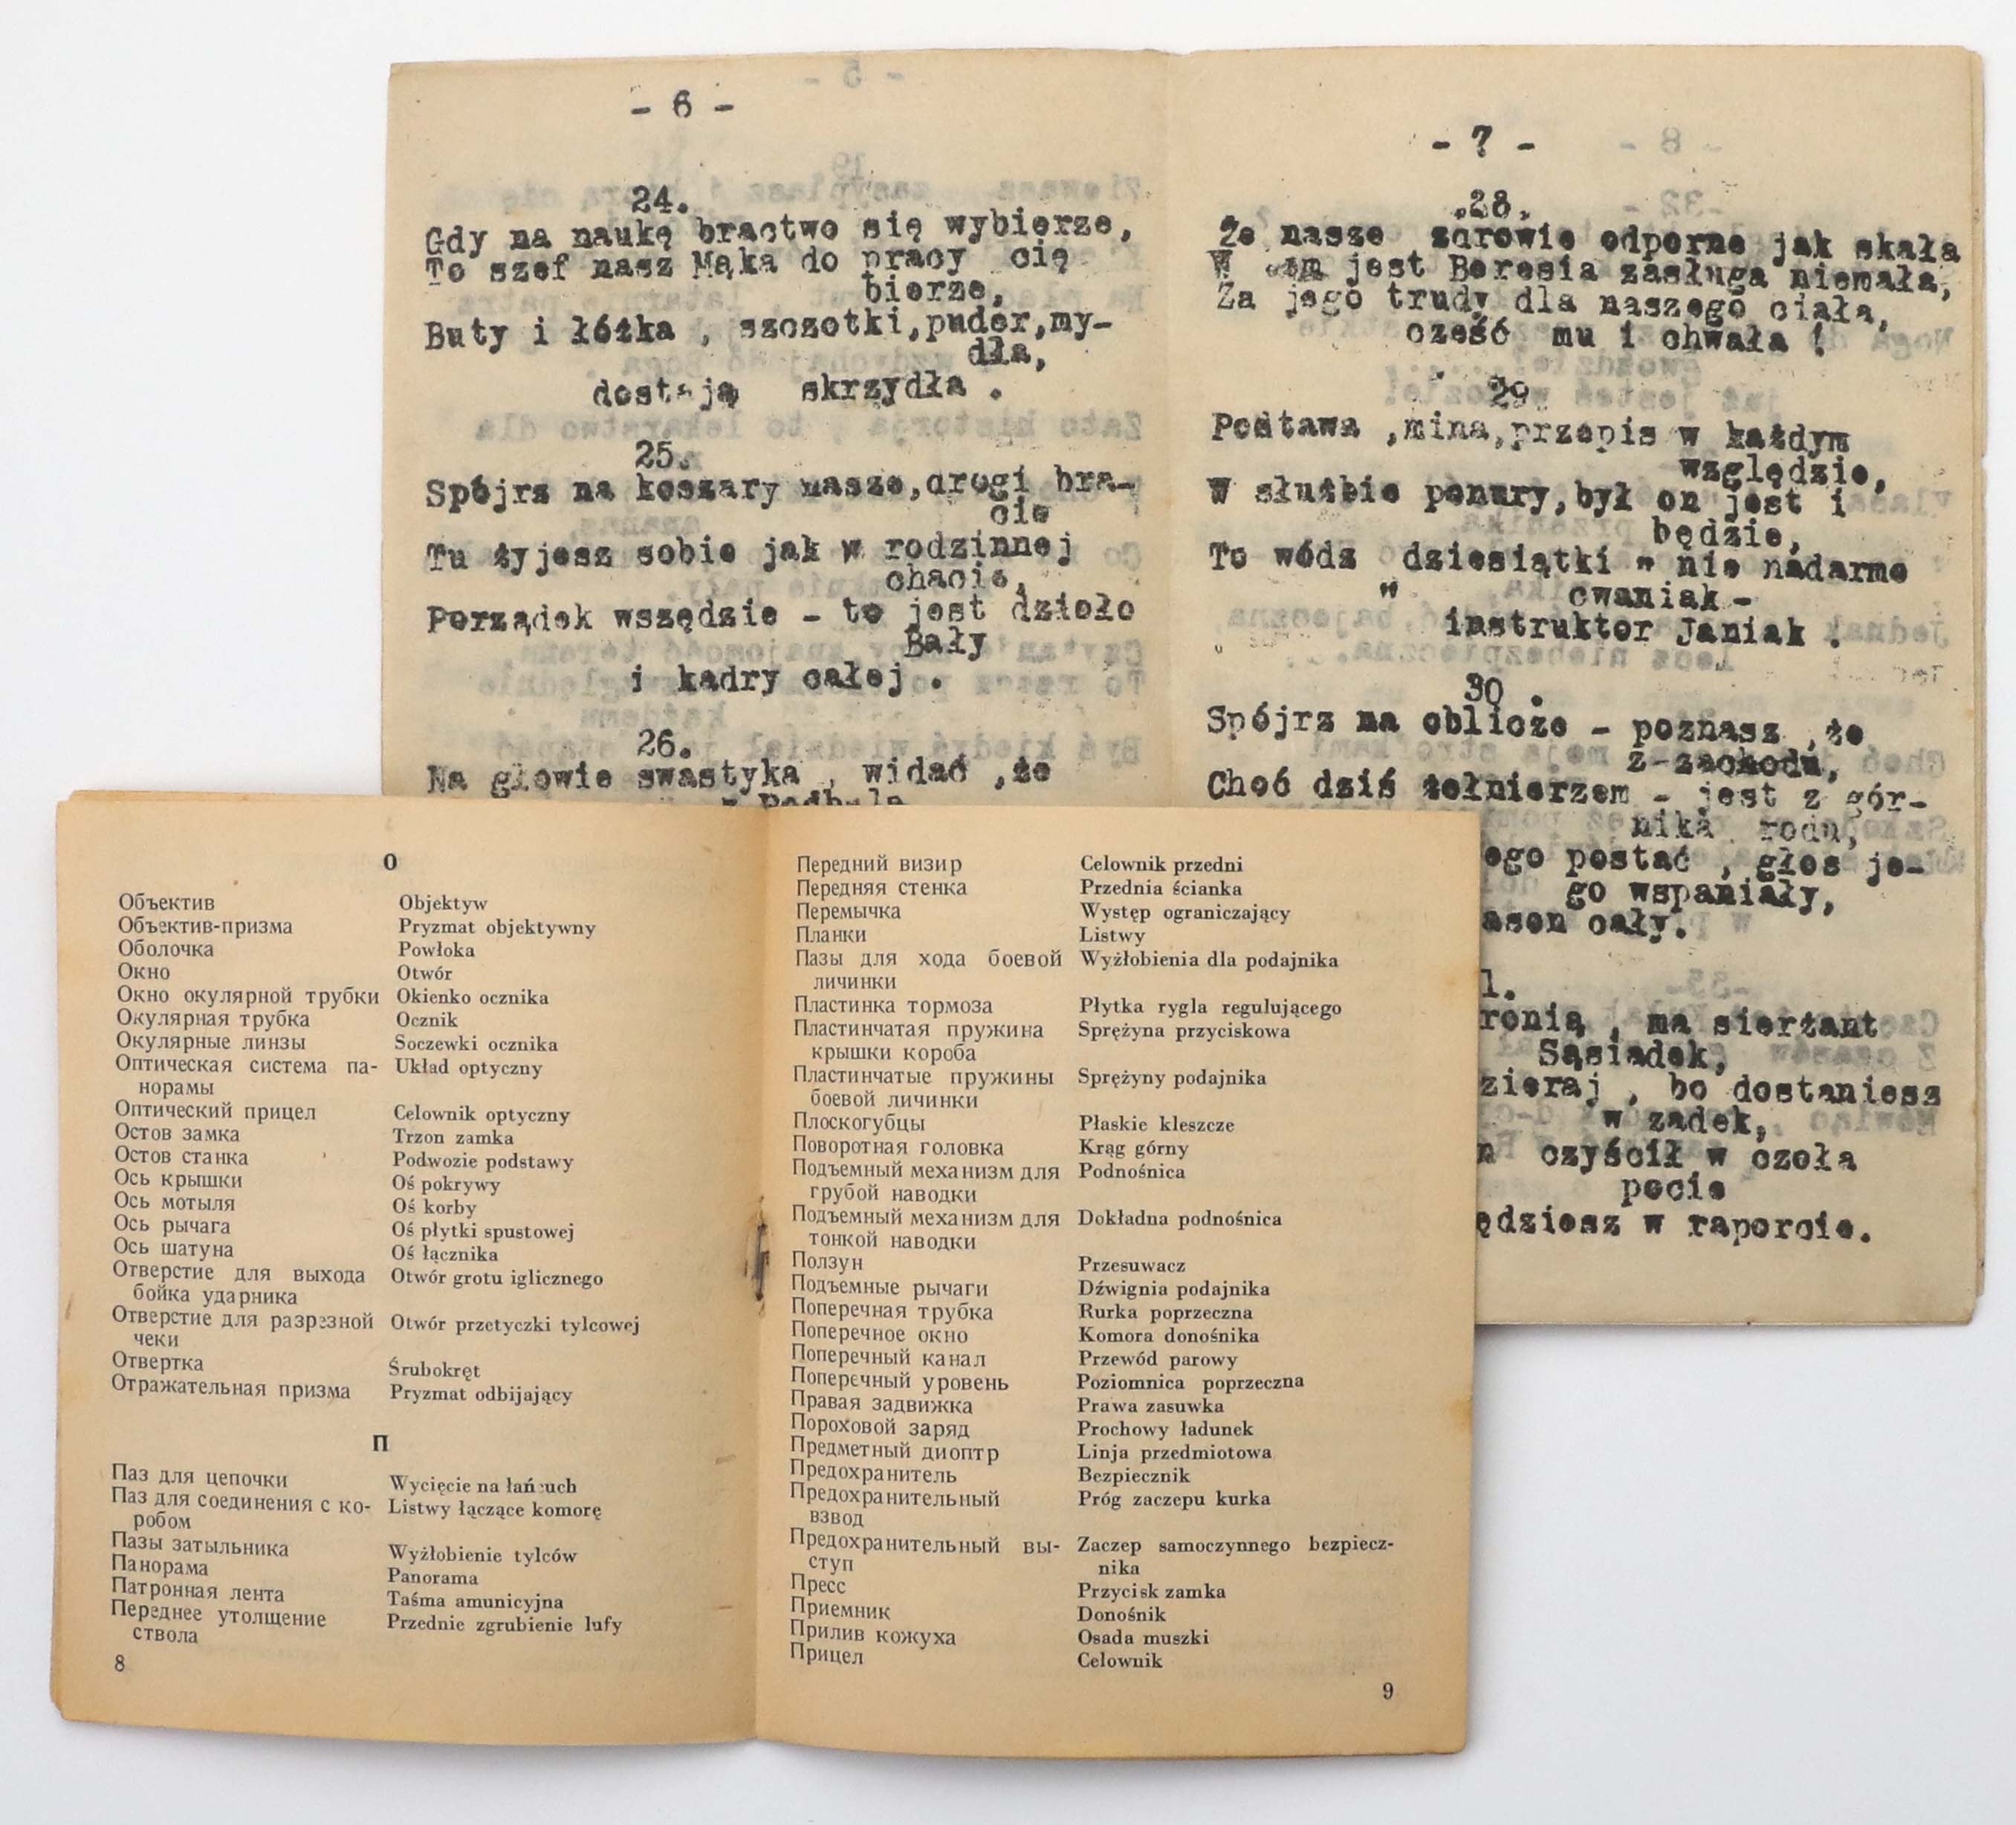 - 6 -
24.
Gdy na naukę bractwo się wybierze,
To szef nasz Mąka do pracy cię
bierze,
Buty i łóżka , szczotki,puder,my-
dła,
dostają skrzydła .
25.
Spójrz na koszary nasze,drogi bra-
cie
Tu żyjesz sobie jak w rodzinnej
chacie,
Porządek wszędzie - to jest dzieło
Bały
i kadry całej .
26.
Na głowie swastyka , widać ,że
z Podhala
- 7 -
28.
Że nasze zdrowie odporne jak skała
W jest Beresia zasługa niemała,
Za jego trudy dla naszego ciała,
cześć mu i chwała !
29.
Postawa ,mina,przepis w każdym
względzie,
W służbie ponury,był on jest i
będzie,
To wódz dziesiątki " nie nadarmo
" cwaniak -
instruktor Janiak .
30 .
Spójrz na oblicze - poznasz ,że
z zachodu,
Choć dziś żołnierzem - jest z gór-
nika rodu,
ego postać , głos je-
go wspaniały,
ason cały.
1.
ronią , ma sierżant
Sąsiadek,
zieraj , bo dostaniesz
w zadek,
n czyścił w czoła
pocie
ędziesz w raporcie.
О
Объектив Objektyw
Объектив-призма Pryzmat objektywny
Оболочка Powłoka
Окно Otwór
Окно окулярной трубки Okienko ocznika
Окулярная трубка Ocznik
Окулярные линзы Soczewki ocznika
Оптическая система па- Układ optyczny
норамы
Оптический прицел Celownik optyczny
Остов замка Trzon zamka
Остов станка Podwozie podstawy
Ось крышки Oś pokrywy
Ось мотыля Oś korby
Ось рычага Oś płytki spustowej
Ось шатуна Oś łącznika
Отверстие для выхода Otwór grotu iglicznego
бойка ударника
Отверстие для разрезной Otwór przetyczki tylcowej
чеки
Отвертка Śrubokręt
Отражательная призма Pryzmat odbijający
П
Паз для цепочки Wycięcie na łańcuch
Паз для соединения с ко- Listwy łączące komorę
робом
Пазы затыльника Wyżłobienie tylców
Панорама Panorama
Патронная лента Taśma amunicyjna
Переднее утолщение Przednie zgrubienie lufy
ствола
8
Передний визир Celownik przedni
Передняя стенка Przednia ścianka
Перемычка Występ ograniczający
Планки Listwy
Пазы для хода боевой Wyżłobienia dla podajnika
личинки
Пластинка тормоза Płytka rygla regulującego
Пластинчатая пружина Sprężyna przyciskowa
крышки короба
Пластинчатые пружины Sprężyny podajnika
боевой личинки
Плоскогубцы Płaskie kleszcze
Поворотная головка Krąg górny
Подъемный механизм для Podnośnica
грубой наводки
Подъемный механизм для Dokładna podnośnica
тонкой наводки
Ползун Przesuwacz
Подъемные рычаги Dźwignia podajnika
Поперечная трубка Rurka poprzeczna
Поперечное окно Komora donośnika
Поперечный канал Przewód parowy
Поперечный уровень Poziomnica poprzeczna
Правая задвижка Prawa zasuwka
Пороховой заряд Prochowy ładunek
Предметный диоптр Linja przedmiotowa
Предохранитель Bezpiecznik
Предохранительный Próg zaczepu kurka
взвод
Предохранительный вы- Zaczep samoczynnego bezpiecz-
ступ nika
Пресс Przycisk zamka
Приемник Donośnik
Прилив кожуха Osada muszki
Прицел Celownik
9